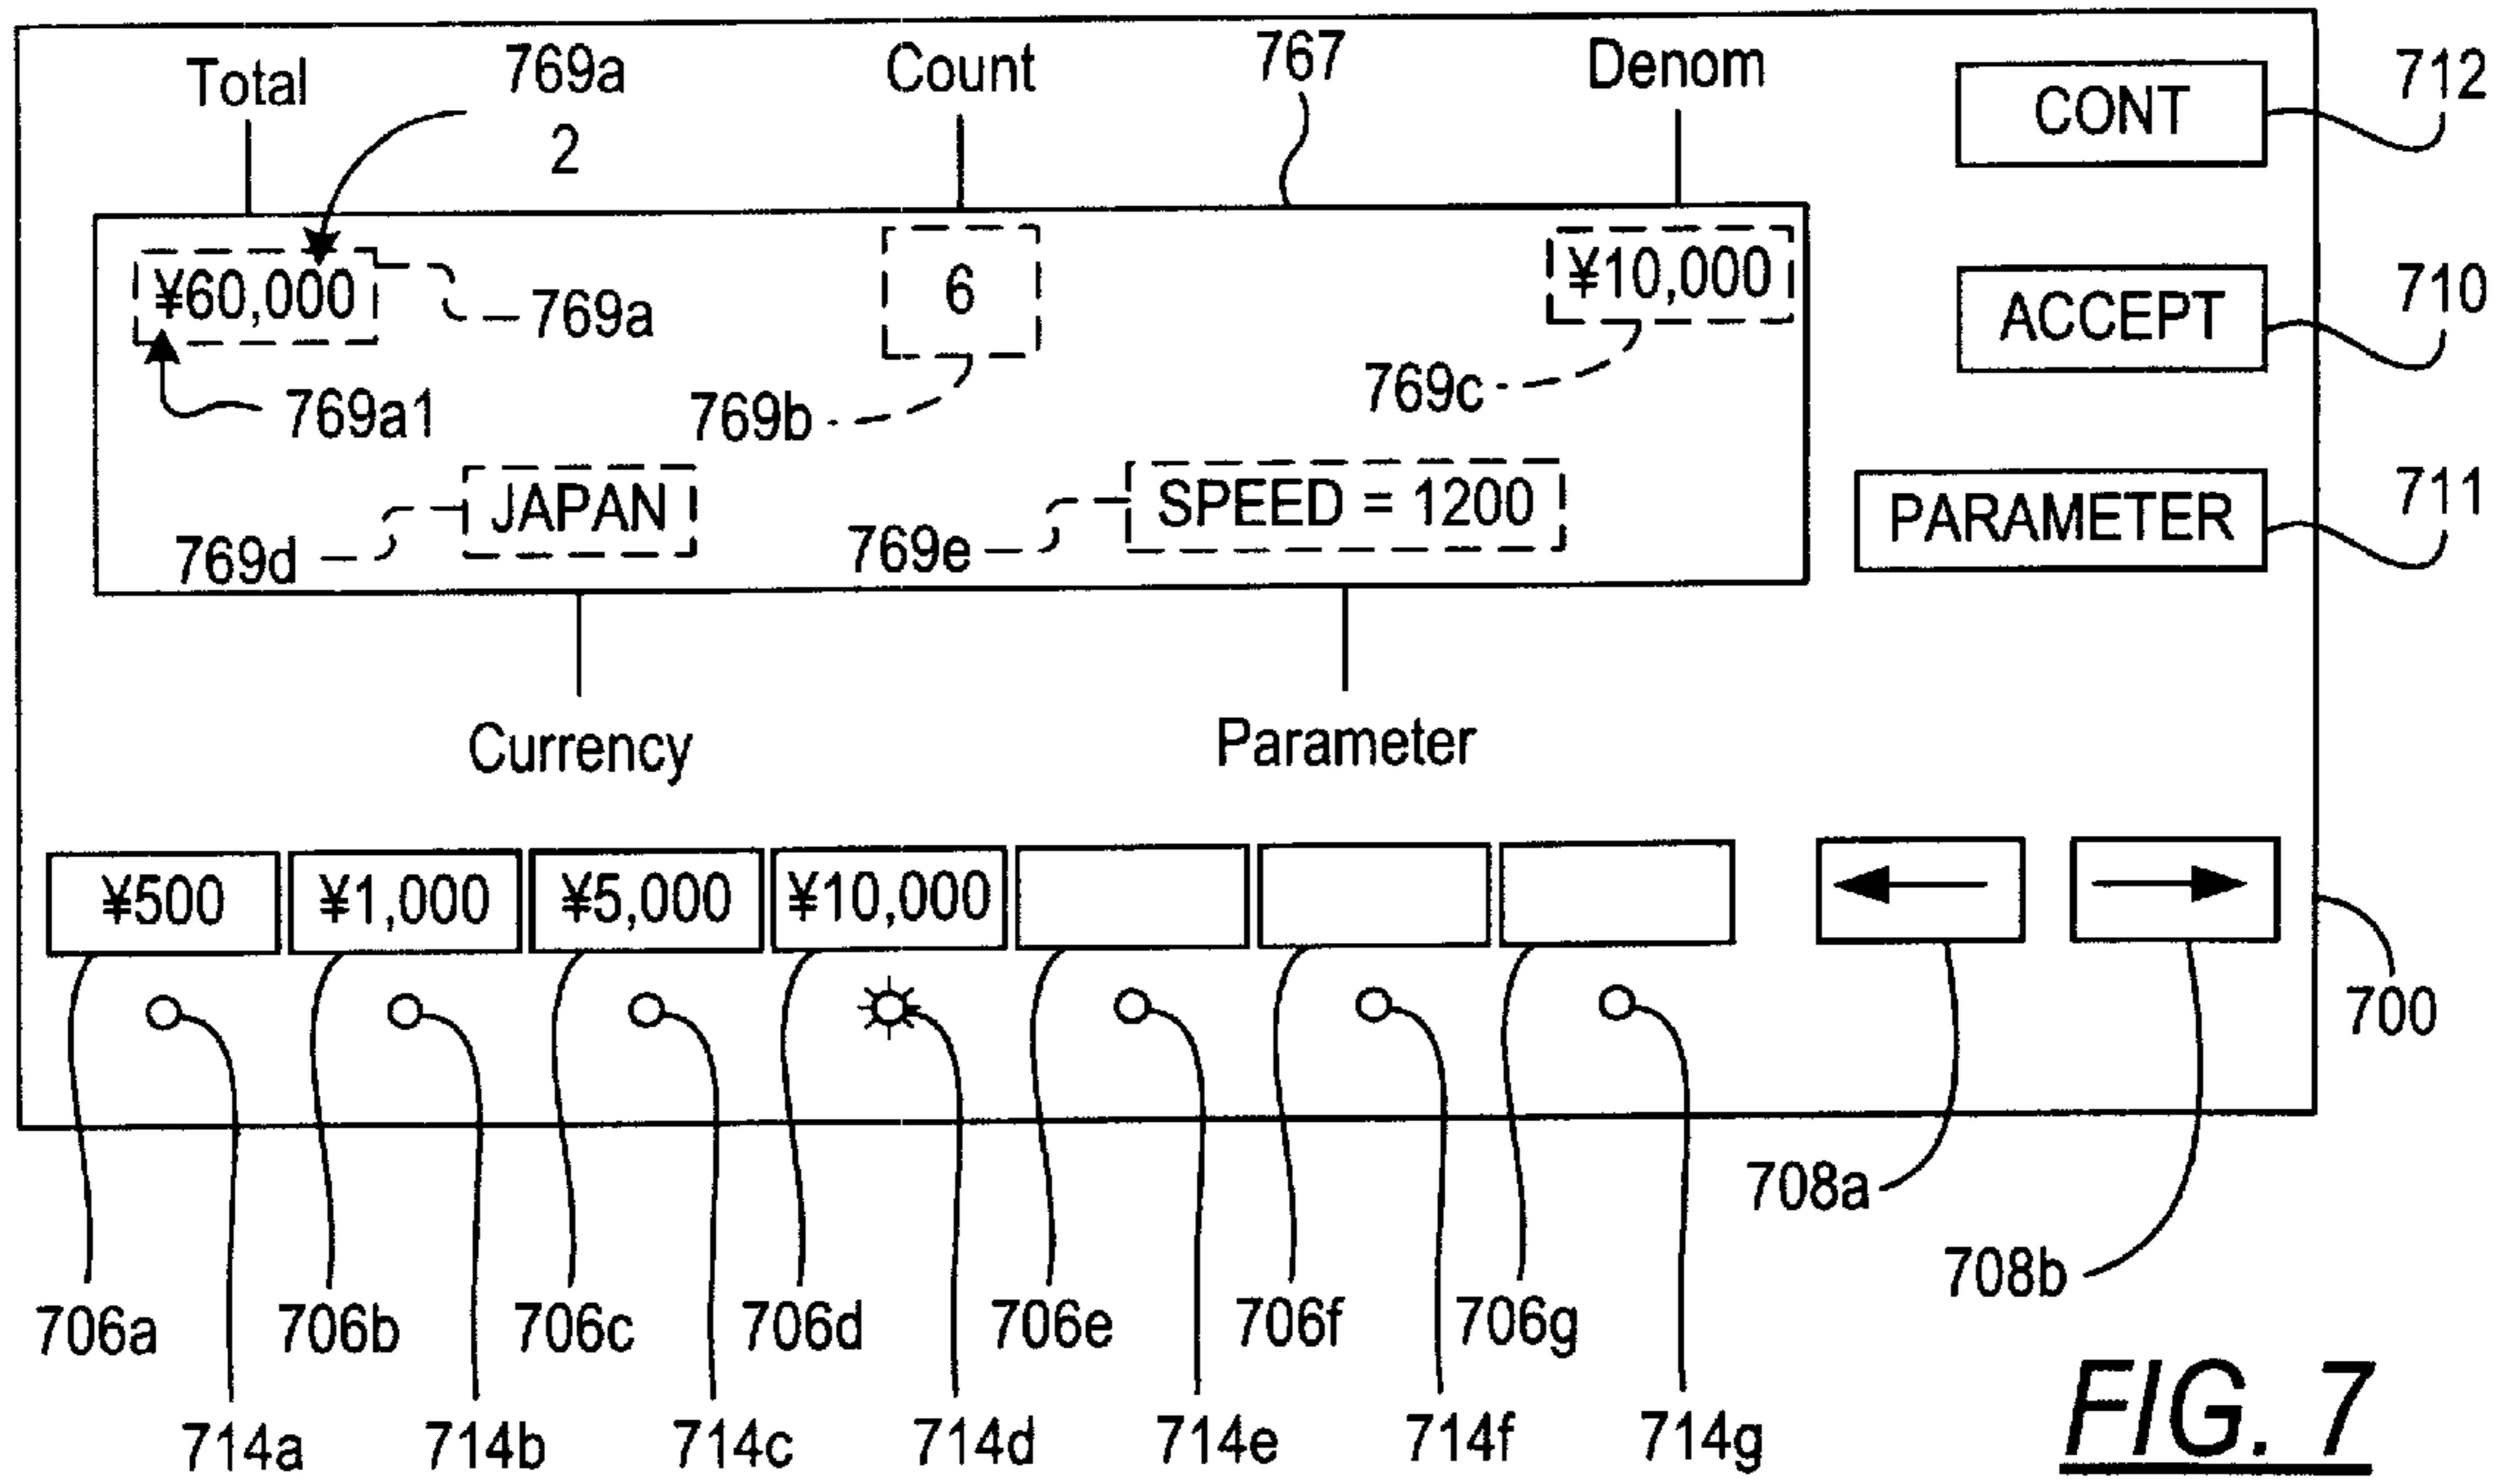 Total
769a
2
Count
767
Denom
CONT
712
¥60,000
769a
6
¥10,000
ACCEPT
710
769a1
769b
769c
JAPAN
SPEED = 1200
PARAMETER
711
769d
769e
Currency
Parameter
¥500
¥1,000
¥5,000
¥10,000
700
708a
708b
706a
706b
706c
706d
706e
706f
706g
714a
714b
714c
714d
714e
714f
714g
FIG. 7